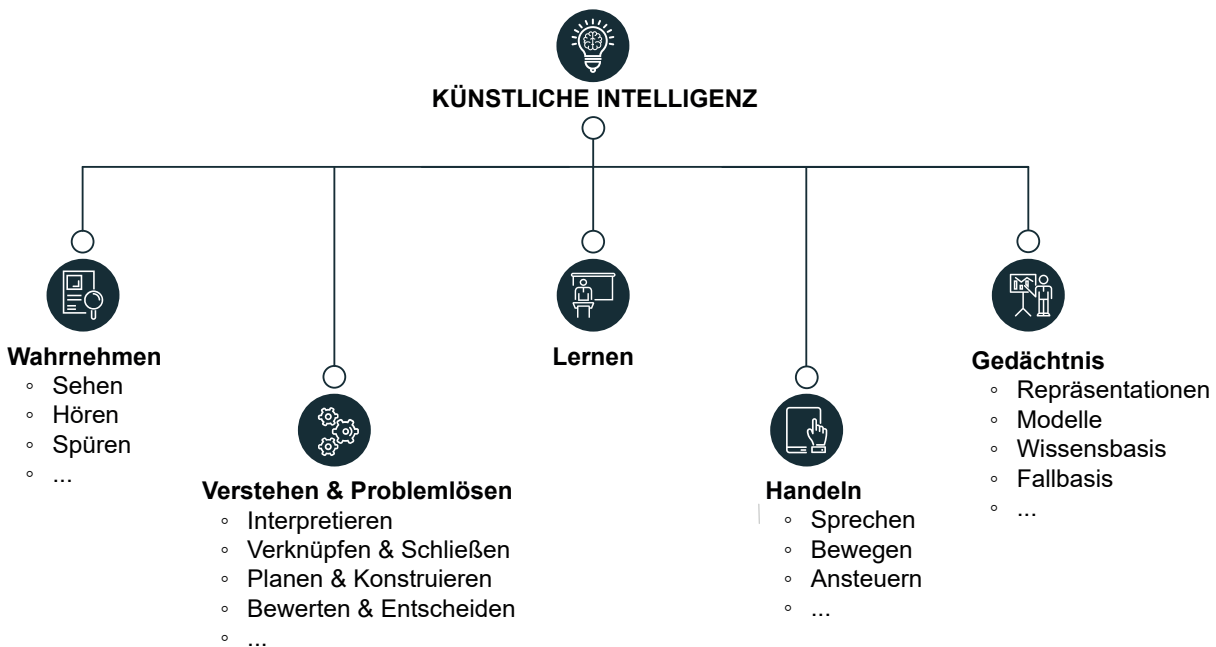 KÜNSTLICHE INTELLIGENZ
Wahrnehmen
◦ Sehen
◦ Hören
◦ Spüren
◦ ...
Verstehen & Problemlösen
◦ Interpretieren
◦ Verknüpfen & Schließen
◦ Planen & Konstruieren
◦ Bewerten & Entscheiden
◦ ...
Lernen
Handeln
◦ Sprechen
◦ Bewegen
◦ Ansteuern
◦ ...
Gedächtnis
◦ Repräsentationen
◦ Modelle
◦ Wissensbasis
◦ Fallbasis
◦ ...